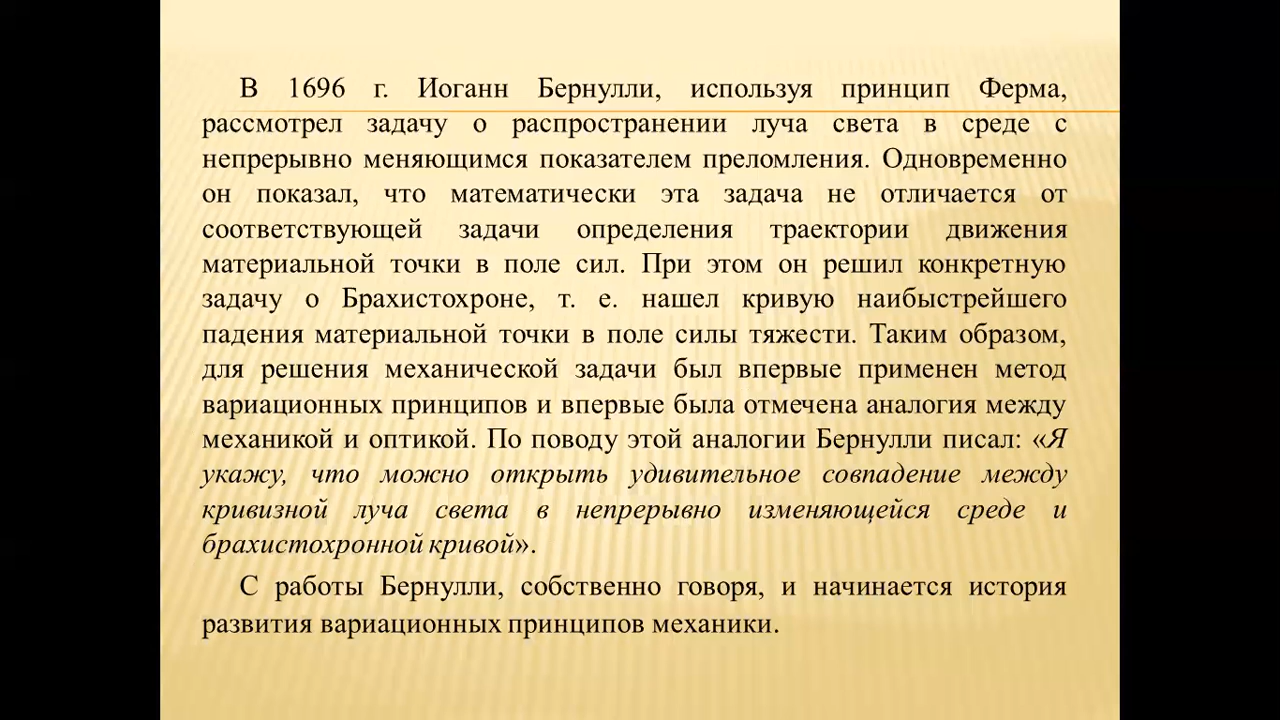 В 1696 г. Иоганн Бернулли, используя принцип Ферма,
рассмотрел задачу о распространении луча света в среде с
непрерывно меняющимся показателем преломления. Одновременно
он показал, что математически эта задача не отличается от
соответствующей задачи определения траектории движения
материальной точки в поле сил. При этом он решил конкретную
задачу о Брахистохроне, т. е. нашел кривую наибыстрейшего
падения материальной точки в поле силы тяжести. Таким образом,
для решения механической задачи был впервые применен метод
вариационных принципов и впервые была отмечена аналогия между
механикой и оптикой. По поводу этой аналогии Бернулли писал: «Я
укажу, что можно открыть удивительное совпадение между
кривизной луча света в непрерывно изменяющейся среде и
брахистохронной кривой».
С работы Бернулли, собственно говоря, и начинается история
развития вариационных принципов механики.